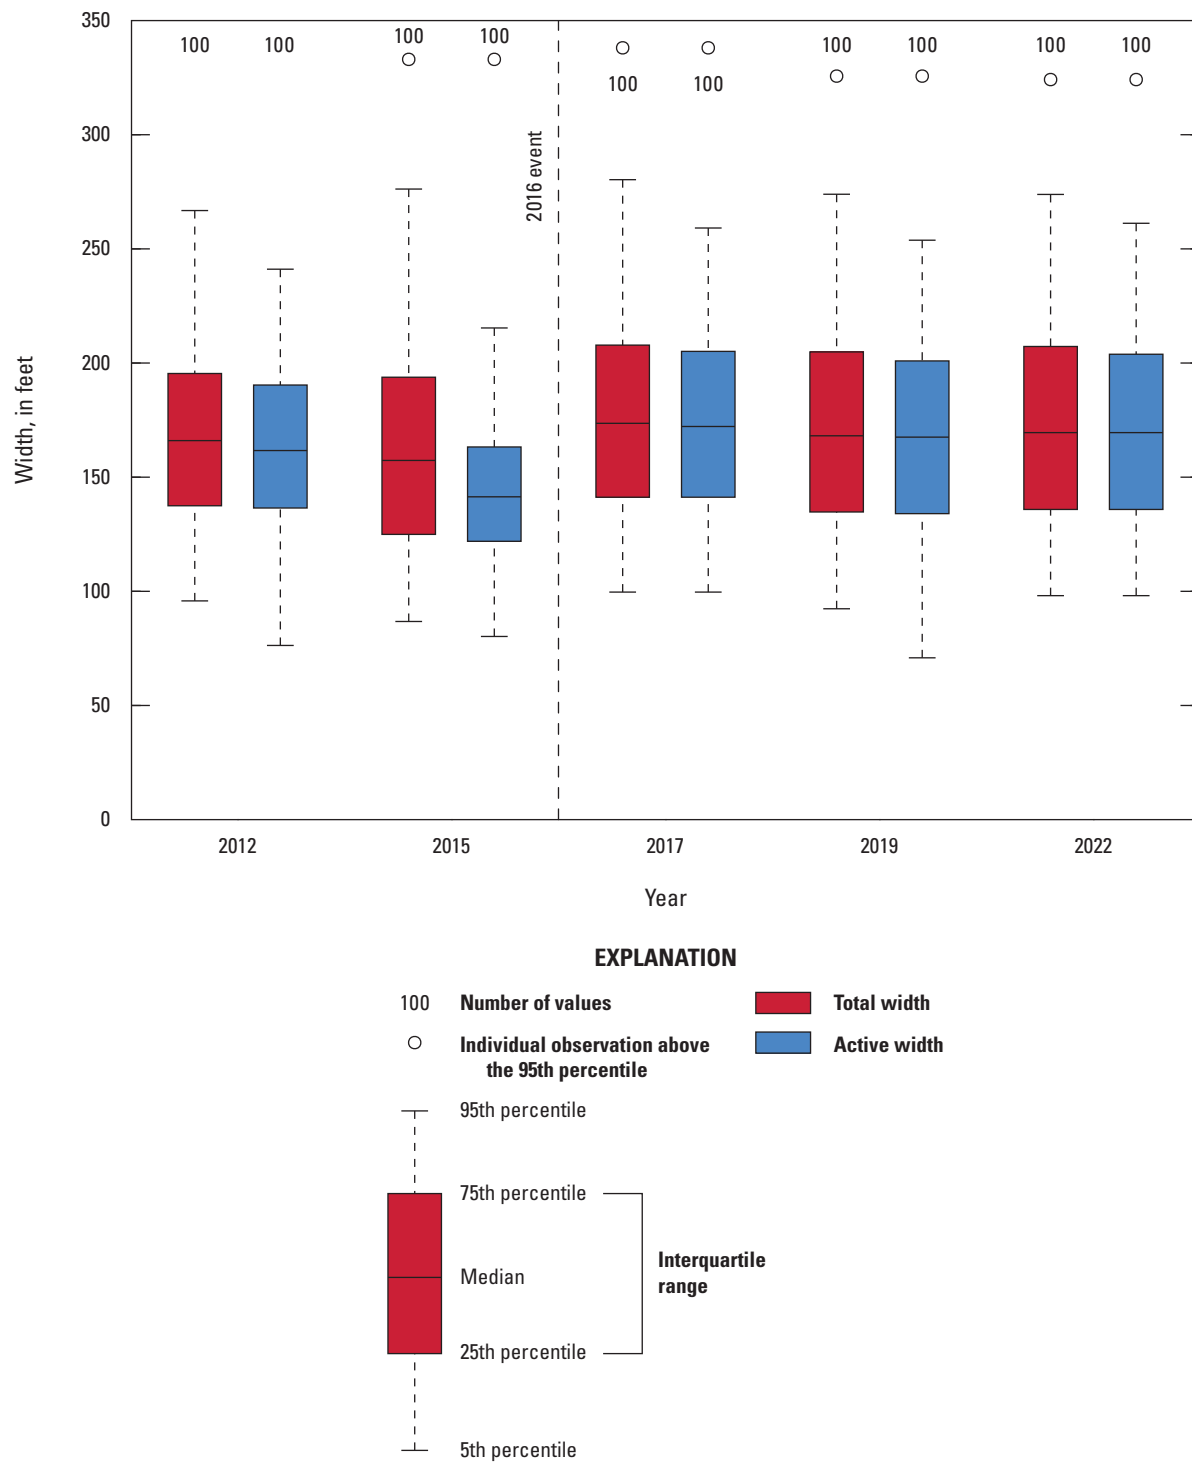 350
300
250
200
150
100
50
0
Width, in feet
100 100 100 100 100 100 100 100 100 100
2016 event
2012 2015 2017 2019 2022
Year
EXPLANATION
100 Number of values
Individual observation above
the 95th percentile
Total width
Active width
95th percentile
75th percentile
Median
25th percentile
5th percentile
Interquartile
range